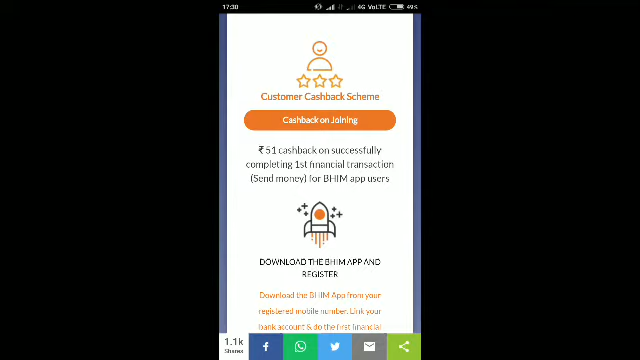 17:30
4G VoLTE
49%
Customer Cashback Scheme
Cashback on Joining
₹ 51 cashback on successfully
completing 1st financial transaction
(Send money) for BHIM app users
DOWNLOAD THE BHIM APP AND
REGISTER
Download the BHIM App from your
registered mobile number. Link your
bank account & do the first financial
1.1k
Shares